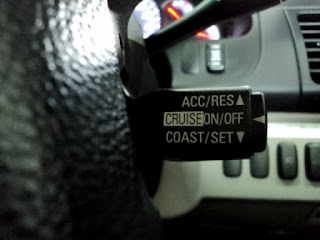 ACC/RES▲
CRUISE ON/OFF
COAST/SET▼